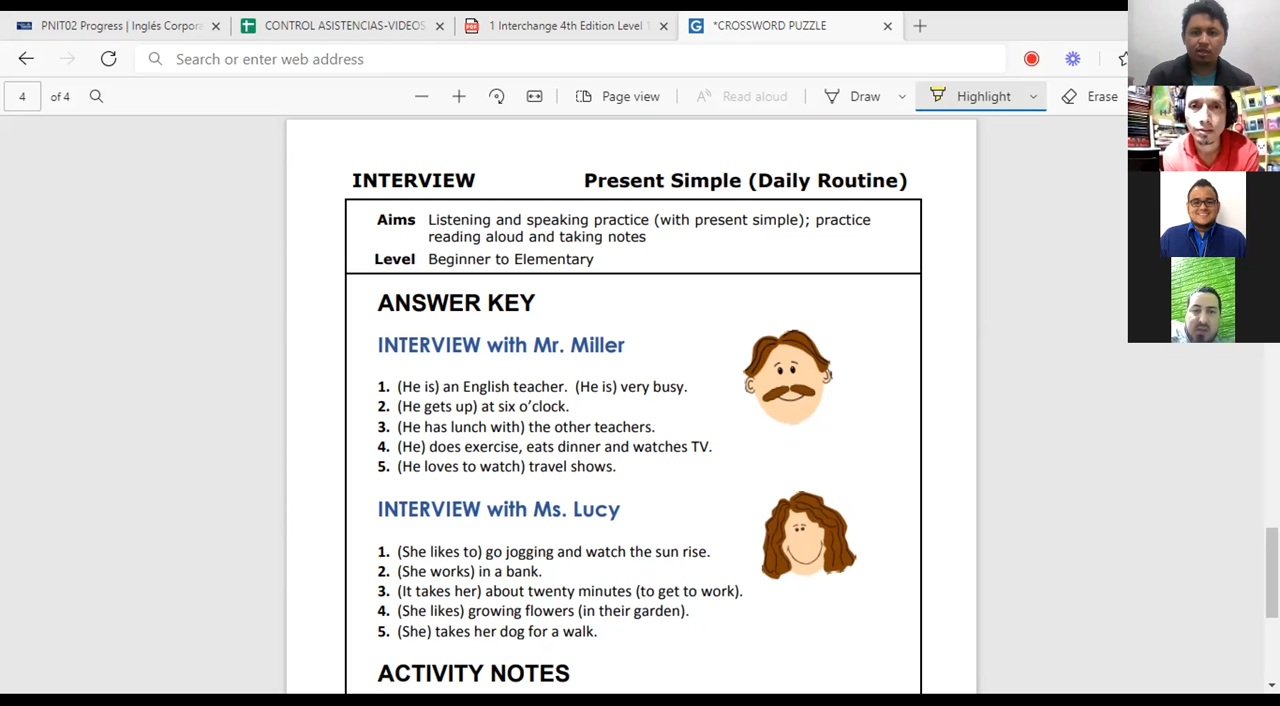 PNIT02 Progress | Inglés Corpor
CONTROL ASISTENCIAS-VIDEOS
1 Interchange 4th Edition Level 1
*CROSSWORD PUZZLE
Search or enter web address
4 of 4
Page view
Read aloud
Draw
Highlight
Erase
INTERVIEW Present Simple (Daily Routine)
Aims Listening and speaking practice (with present simple); practice
reading aloud and taking notes
Level Beginner to Elementary
ANSWER KEY
INTERVIEW with Mr. Miller
1. (He is) an English teacher. (He is) very busy.
2. (He gets up) at six o’clock.
3. (He has lunch with) the other teachers.
4. (He) does exercise, eats dinner and watches TV.
5. (He loves to watch) travel shows.
INTERVIEW with Ms. Lucy
1. (She likes to) go jogging and watch the sun rise.
2. (She works) in a bank.
3. (It takes her) about twenty minutes (to get to work).
4. (She likes) growing flowers (in their garden).
5. (She) takes her dog for a walk.
ACTIVITY NOTES